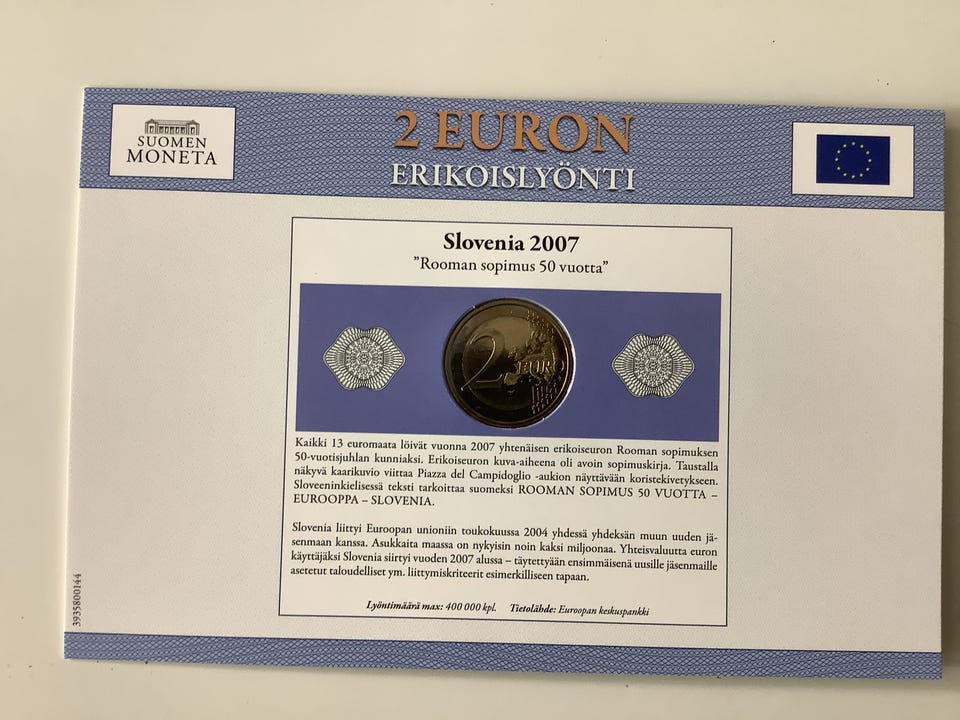 SUOMEN
MONETA
2 EURON
ERIKOISLYÖNTI
Slovenia 2007
"Rooman sopimus 50 vuotta"
2 EURO
Kaikki 13 euromaata löivät vuonna 2007 yhtenäisen erikoiseuron Rooman sopimuksen
50-vuotisjuhlan kunniaksi. Erikoiseuron kuva-aiheena oli avoin sopimuskirja. Taustalla
näkyvä kaarikuvio viittaa Piazza del Campidoglio -aukion näyttävään koristekivetykseen.
Sloveeninkielisessä teksti tarkoittaa suomeksi ROOMAN SOPIMUS 50 VUOTTA –
EUROOPPA – SLOVENIA.
Slovenia liittyi Euroopan unioniin toukokuussa 2004 yhdessä yhdeksän muun uuden jä-
senmaan kanssa. Asukkaita maassa on nykyisin noin kaksi miljoonaa. Yhteisvaluutta euron
käyttäjäksi Slovenia siirtyi vuoden 2007 alussa – täytettyään ensimmäisenä uusille jäsenmaille
asetetut taloudelliset ym. liittymiskriteerit esimerkilliseen tapaan.
Lyöntimäärä max: 400 000 kpl. Tietolähde: Euroopan keskuspankki
3935800144